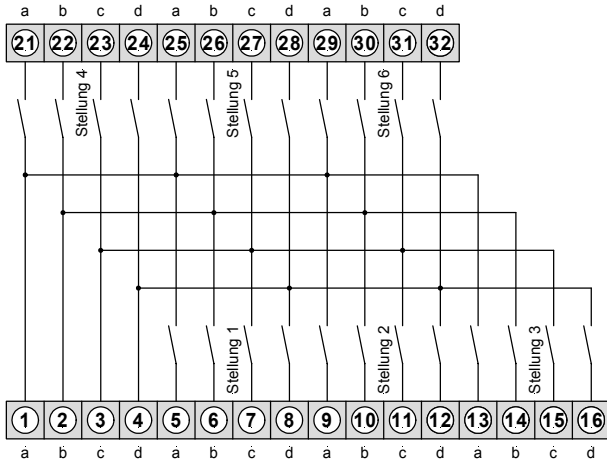 a b c d a b c d a b c d
21 22 23 24 25 26 27 28 29 30 31 32
Stellung 4 Stellung 5 Stellung 6
Stellung 1 Stellung 2 Stellung 3
1 2 3 4 5 6 7 8 9 10 11 12 13 14 15 16
a b c d a b c d a b c d a b c d